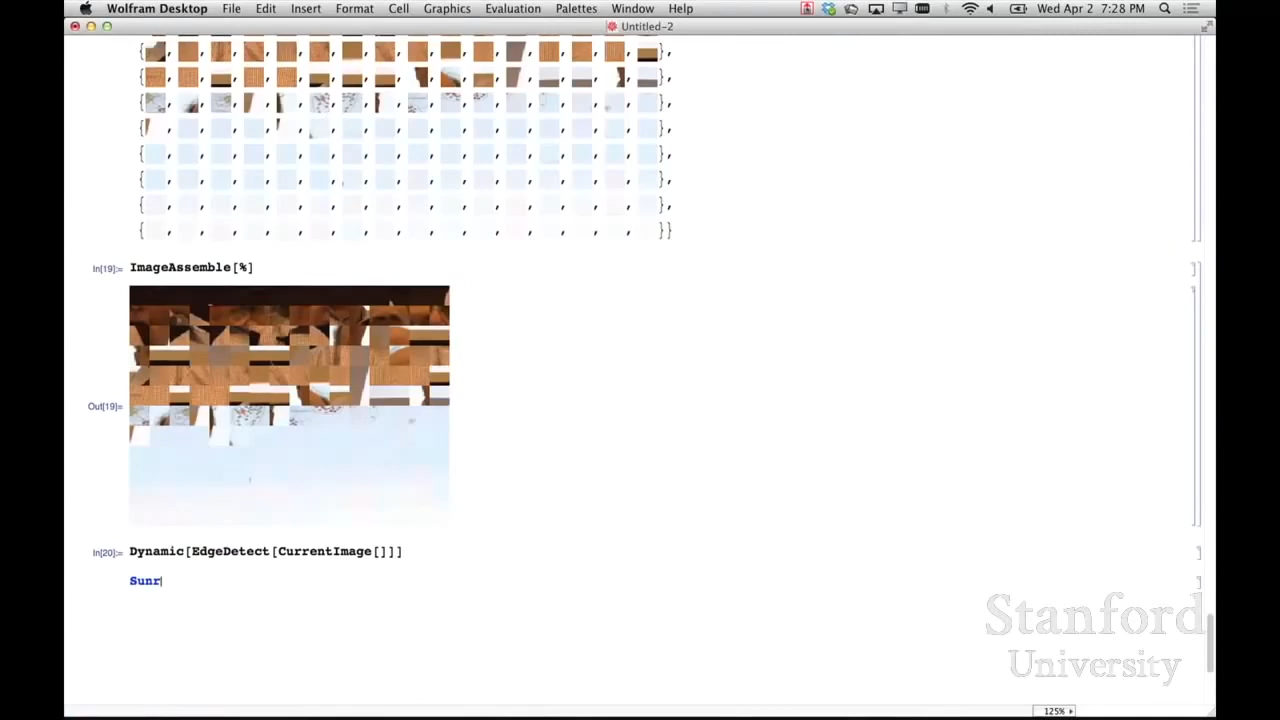 Wolfram Desktop File Edit Insert Format Cell Graphics Evaluation Palettes Window Help Wed Apr 2 7:28 PM
Untitled-2
{ , , , , , , , , , , , , , , , },
{ , , , , , , , , , , , , , , , },
{ , , , , , , , , , , , , , , , },
{ , , , , , , , , , , , , , , , },
{ , , , , , , , , , , , , , , , },
{ , , , , , , , , , , , , , , , },
{ , , , , , , , , , , , , , , , },
{ , , , , , , , , , , , , , , , }}
In[19]:= ImageAssemble[%]
Out[19]=
In[20]:= Dynamic[EdgeDetect[CurrentImage[]]]
Sunr
Stanford
University
125%